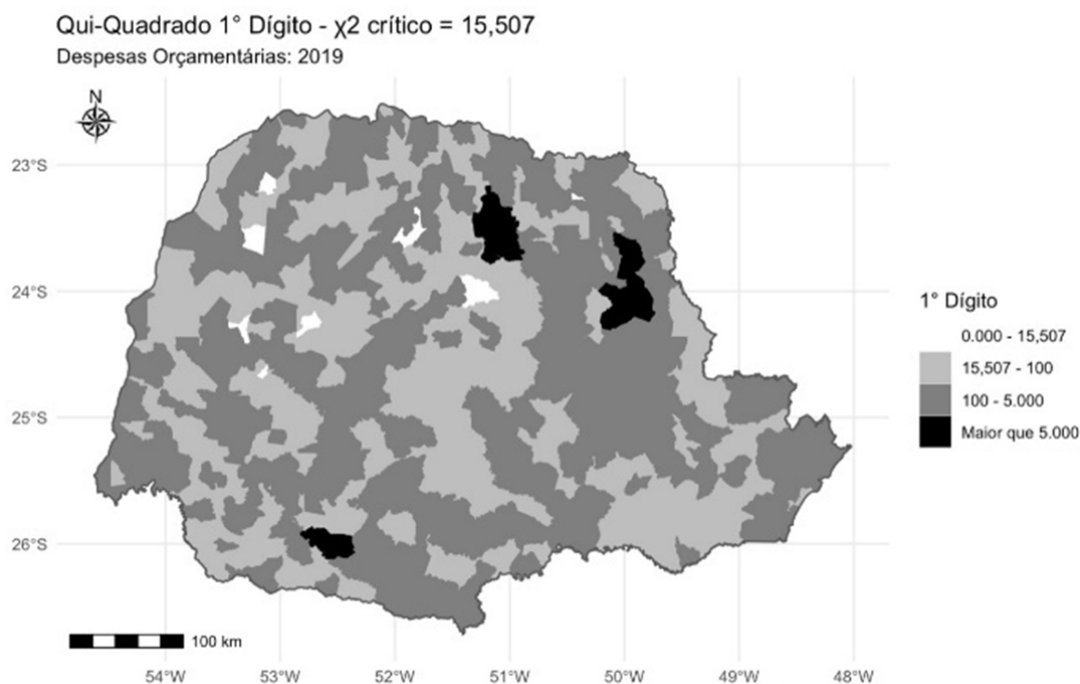 Qui-Quadrado 1° Dígito - χ2 crítico = 15,507
Despesas Orçamentárias: 2019
N
23°S
24°S
25°S
26°S
1° Dígito
0.000 - 15,507
15,507 - 100
100 - 5.000
Maior que 5.000
100 km
54°W 53°W 52°W 51°W 50°W 49°W 48°W